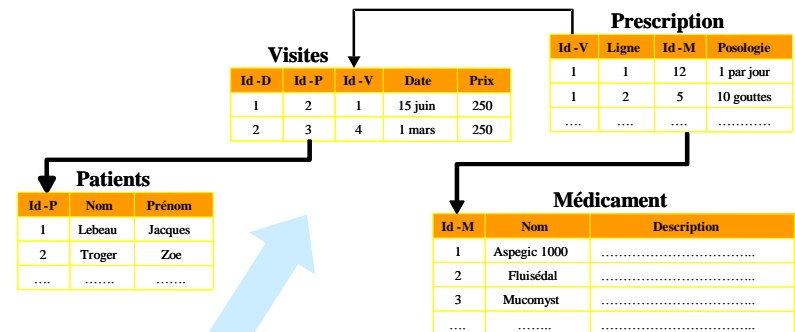 Prescription
Id -V Ligne Id -M Posologie
1 1 12 1 par jour
1 2 5 10 gouttes
.... .... .... ............
Visites
Id -D Id -P Id -V Date Prix
1 2 1 15 juin 250
2 3 4 1 mars 250
Patients
Id -P Nom Prénom
1 Lebeau Jacques
2 Troger Zoe
.... ....... .......
Médicament
Id -M Nom Description
1 Aspegic 1000 ................................
2 Fluisédal ................................
3 Mucomyst ................................
.... ........ ................................